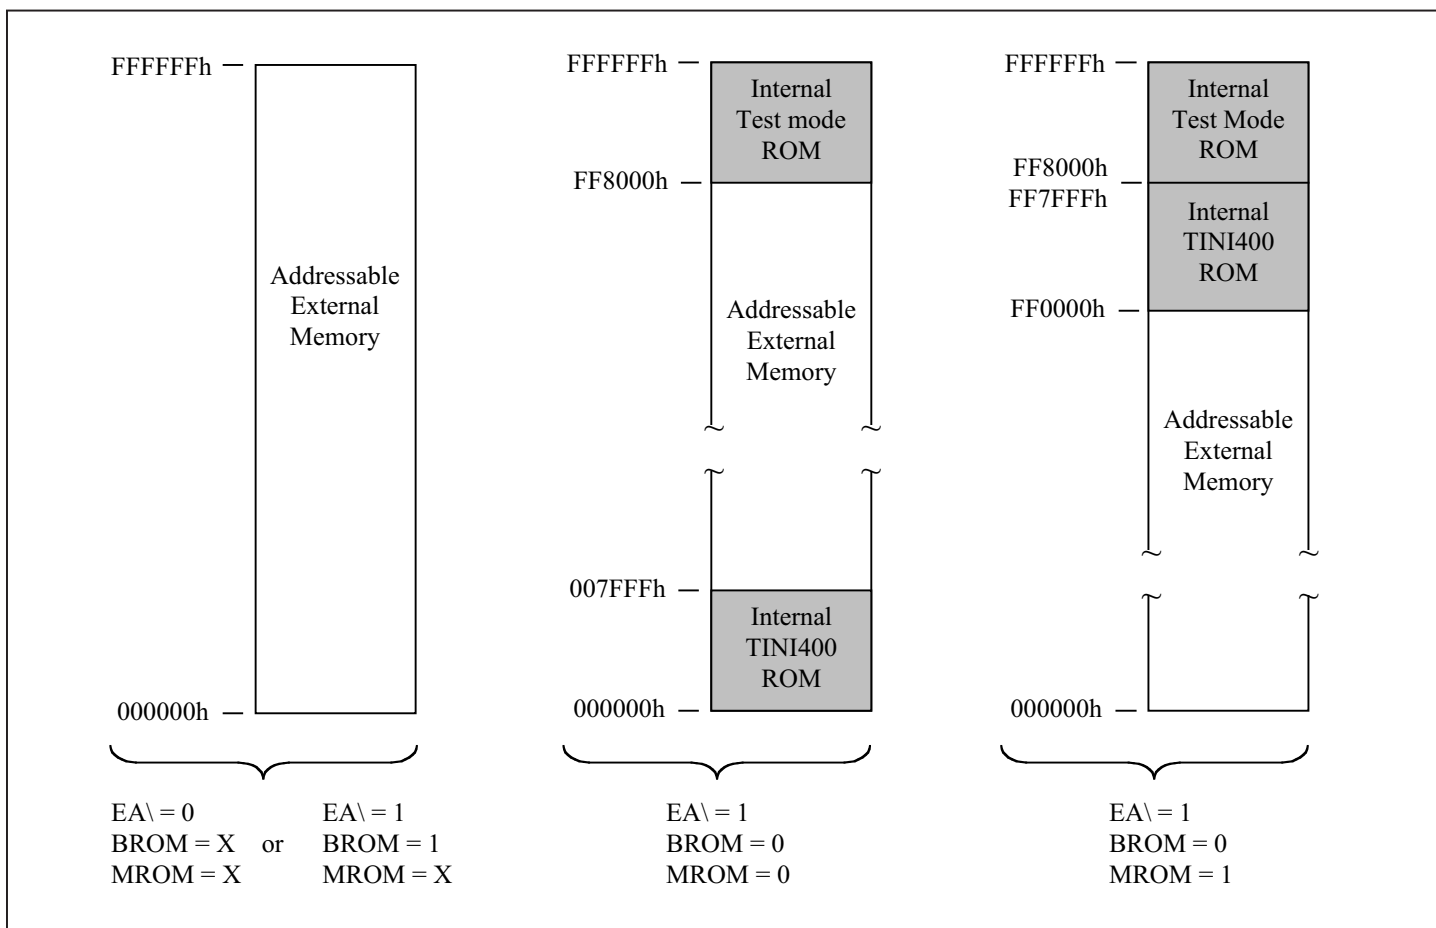 FFFFFFh
Addressable
External
Memory
000000h
EA\ = 0
BROM = X
MROM = X
or
EA\ = 1
BROM = 1
MROM = X
FFFFFFh
Internal
Test mode
ROM
FF8000h
Addressable
External
Memory
~ ~
~ ~
007FFFh
Internal
TINI400
ROM
000000h
EA\ = 1
BROM = 0
MROM = 0
FFFFFFh
Internal
Test Mode
ROM
FF8000h
FF7FFFh
Internal
TINI400
ROM
FF0000h
Addressable
External
Memory
~ ~
~ ~
000000h
EA\ = 1
BROM = 0
MROM = 1